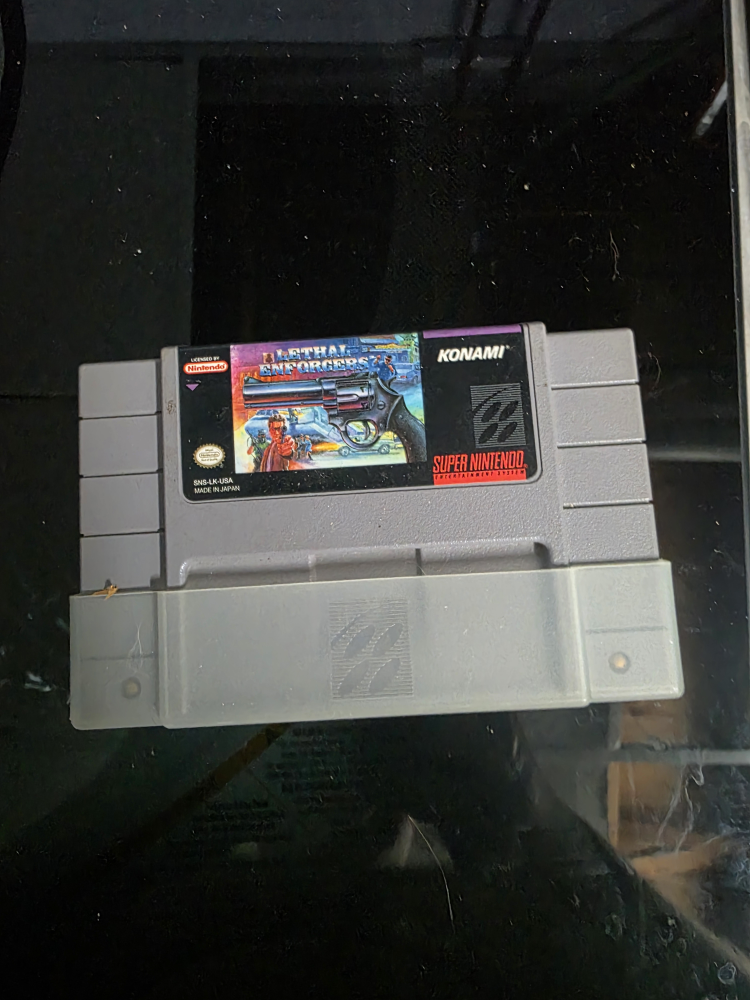 LICENSED BY
Nintendo
LETHAL
ENFORCERS
KONAMI
SNS-LK-USA
MADE IN JAPAN
SUPER NINTENDO
ENTERTAINMENT SYSTEM